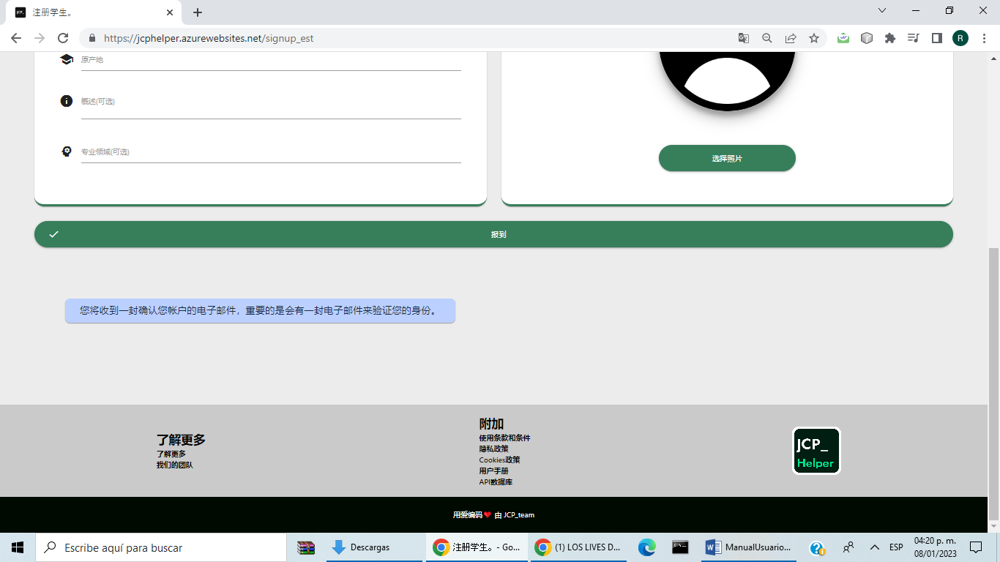 JCP_
注册学生。
https://jcphelper.azurewebsites.net/signup_est
R
原产地
概述(可选)
专业领域(可选)
选择照片
报到
您将收到一封确认您帐户的电子邮件，重要的是会有一封电子邮件来验证您的身份。
了解更多
了解更多
我们的团队
附加
使用条款和条件
隐私政策
Cookies政策
用户手册
API数据库
JCP_
Helper
用爱编码❤ 由 JCP_team
Escribe aquí para buscar
Descargas
注册学生。- Go...
(1) LOS LIVES D...
ManualUsuario...
ESP
04:20 p. m.
08/01/2023